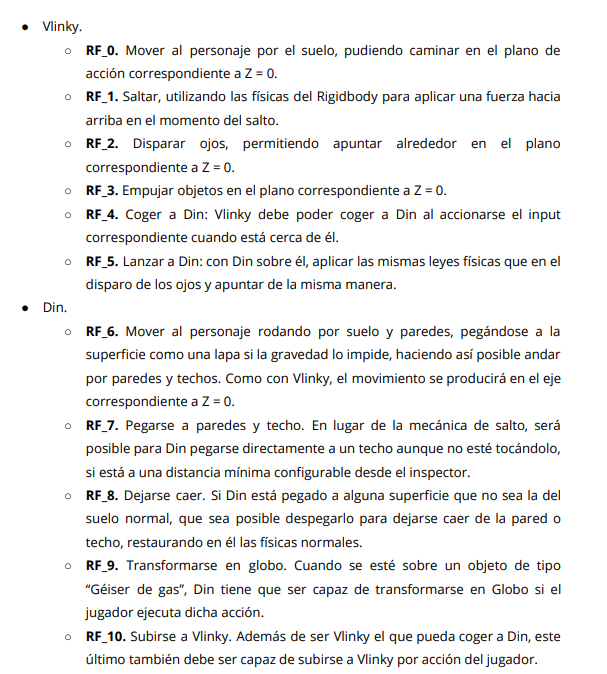 ● Vlinky.
○ RF_0. Mover al personaje por el suelo, pudiendo caminar en el plano de
acción correspondiente a Z = 0.
○ RF_1. Saltar, utilizando las físicas del Rigidbody para aplicar una fuerza hacia
arriba en el momento del salto.
○ RF_2. Disparar ojos, permitiendo apuntar alrededor en el plano
correspondiente a Z = 0.
○ RF_3. Empujar objetos en el plano correspondiente a Z = 0.
○ RF_4. Coger a Din: Vlinky debe poder coger a Din al accionarse el input
correspondiente cuando está cerca de él.
○ RF_5. Lanzar a Din: con Din sobre él, aplicar las mismas leyes físicas que en el
disparo de los ojos y apuntar de la misma manera.
● Din.
○ RF_6. Mover al personaje rodando por suelo y paredes, pegándose a la
superficie como una lapa si la gravedad lo impide, haciendo así posible andar
por paredes y techos. Como con Vlinky, el movimiento se producirá en el eje
correspondiente a Z = 0.
○ RF_7. Pegarse a paredes y techo. En lugar de la mecánica de salto, será
posible para Din pegarse directamente a un techo aunque no esté tocándolo,
si está a una distancia mínima configurable desde el inspector.
○ RF_8. Dejarse caer. Si Din está pegado a alguna superficie que no sea la del
suelo normal, que sea posible despegarlo para dejarse caer de la pared o
techo, restaurando en él las físicas normales.
○ RF_9. Transformarse en globo. Cuando se esté sobre un objeto de tipo
“Géiser de gas”, Din tiene que ser capaz de transformarse en Globo si el
jugador ejecuta dicha acción.
○ RF_10. Subirse a Vlinky. Además de ser Vlinky el que pueda coger a Din, este
último también debe ser capaz de subirse a Vlinky por acción del jugador.